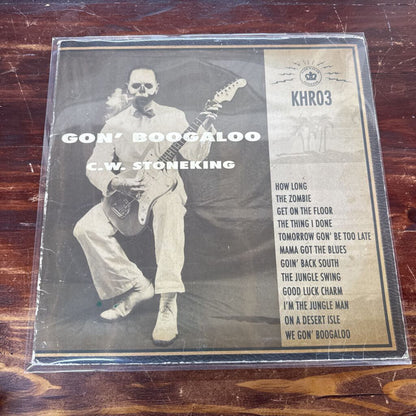 GON' BOOGALOO
C.W. STONEKING
KHR03
HOW LONG
THE ZOMBIE
GET ON THE FLOOR
THE THING I DONE
TOMORROW GON' BE TOO LATE
MAMA GOT THE BLUES
GOIN' BACK SOUTH
THE JUNGLE SWING
GOOD LUCK CHARM
I'M THE JUNGLE MAN
ON A DESERT ISLE
WE GON' BOOGALOO